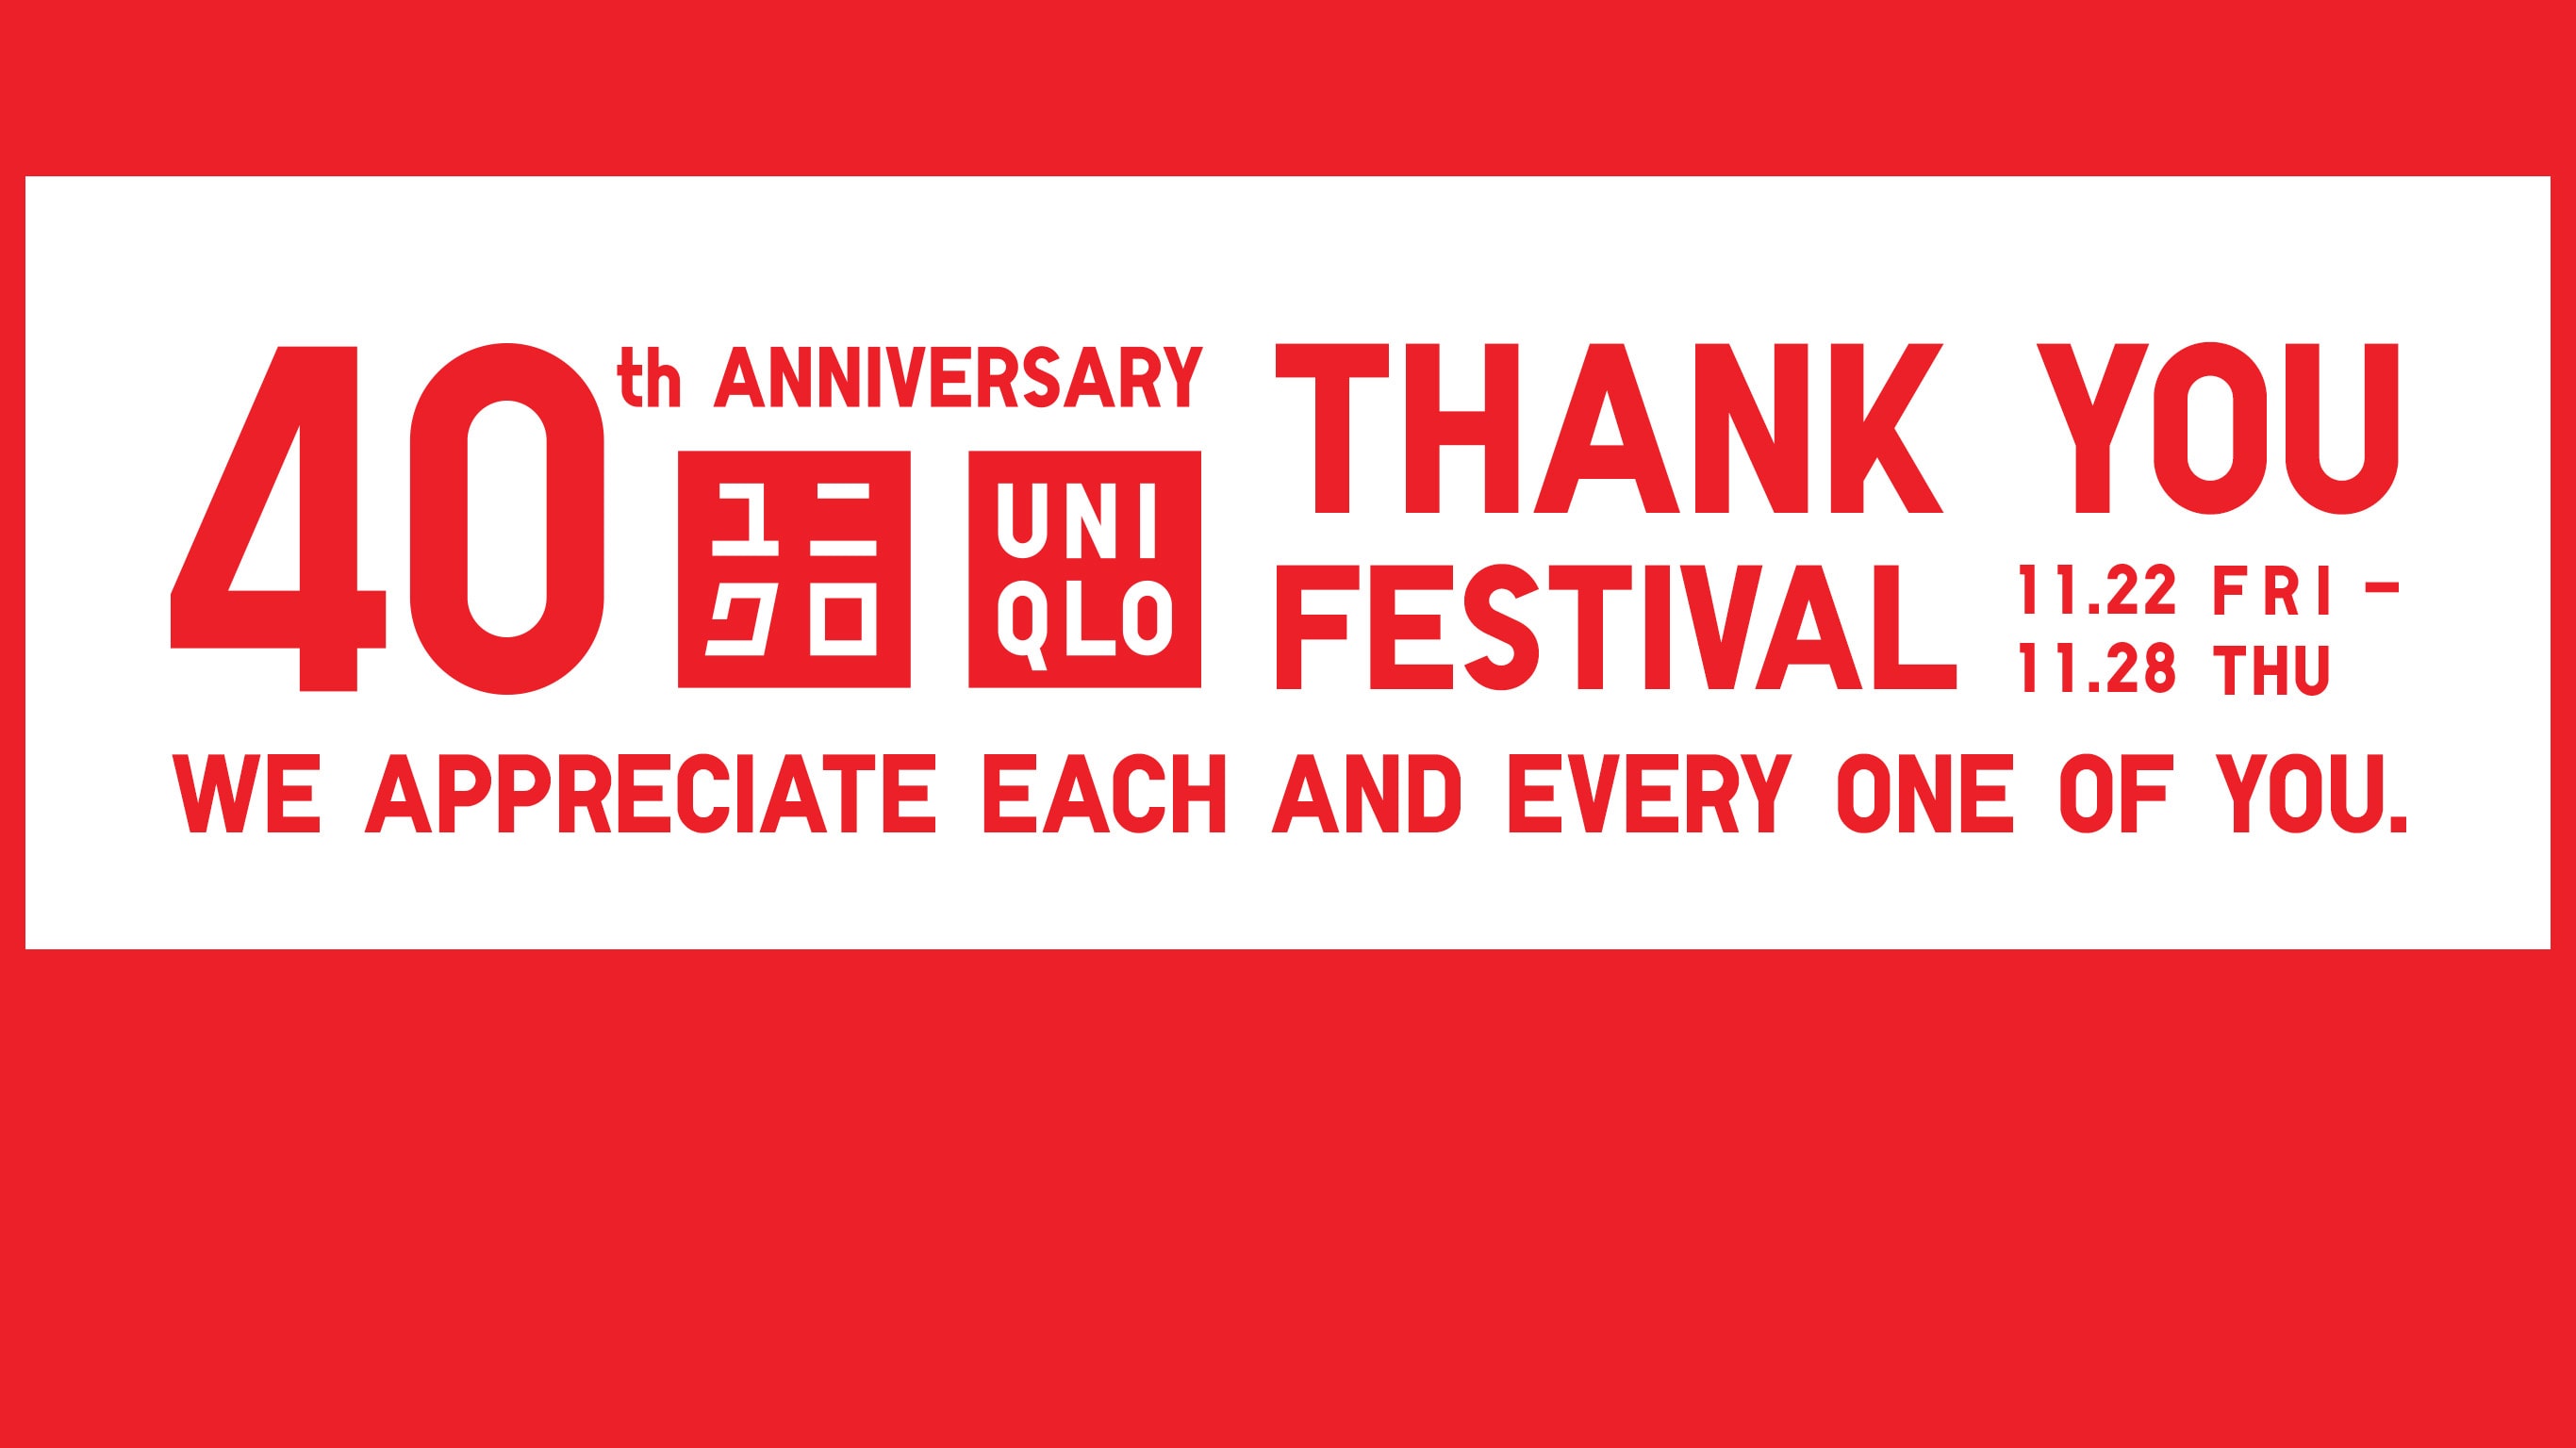 40th ANNIVERSARY
ユニ
クロ
UNI
QLO
THANK YOU
FESTIVAL
11.22 FRI –
11.28 THU
WE APPRECIATE EACH AND EVERY ONE OF YOU.